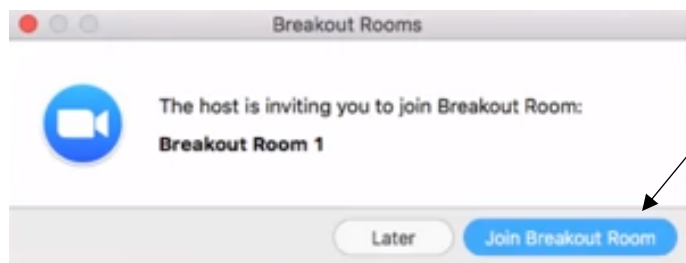 Breakout Rooms
The host is inviting you to join Breakout Room:
Breakout Room 1
Later Join Breakout Room